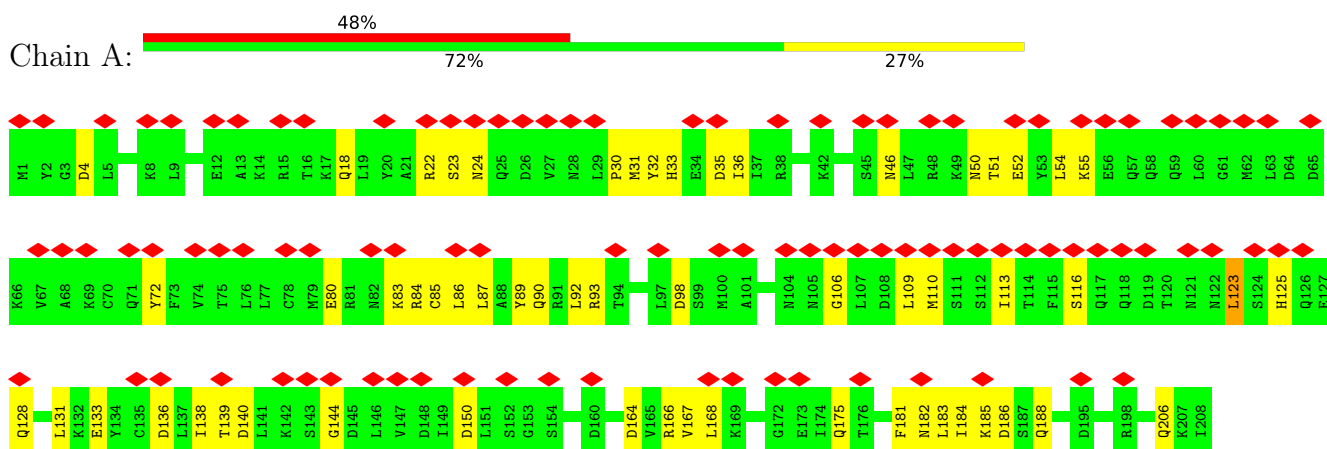 48%
Chain A:
72% 27%
M1 Y2 G3 D4 L5 K8 L9 E12 A13 K14 R15 T16 K17 Q18 L19 Y20 A21 R22 S23 N24 Q25 D26 V27 N28 L29 P30 M31 Y32 H33 E34 D35 I36 I37 R38 K42 S45 N46 L47 R48 K49 N50 T51 E52 Y53 L54 K55 E56 Q57 Q58 Q59 L60 G61 M62 L63 D64 D65
K66 V67 A68 K69 C70 Q71 Y72 F73 V74 T75 L76 L77 C78 M79 E80 R81 N82 K83 R84 C85 L86 L87 A88 Y89 Q90 R91 L92 R93 T94 L97 D98 S99 M100 A101 N104 N105 G106 L107 D108 L109 M110 S111 S112 I113 T114 F115 S116 Q117 Q118 D119 T120 N121 N122 L123 S124 H125 Q126
Q128 L131 K132 E133 Y134 C135 D136 L137 I138 T139 D140 L141 K142 S143 G144 D145 L146 V147 D148 I149 D150 L151 S152 G153 S154 D160 D164 V165 R166 V167 L168 K169 G172 E173 I174 Q175 T176 F181 N182 L183 I184 K185 D186 S187 Q188 D195 R198 Q206 K207 I208